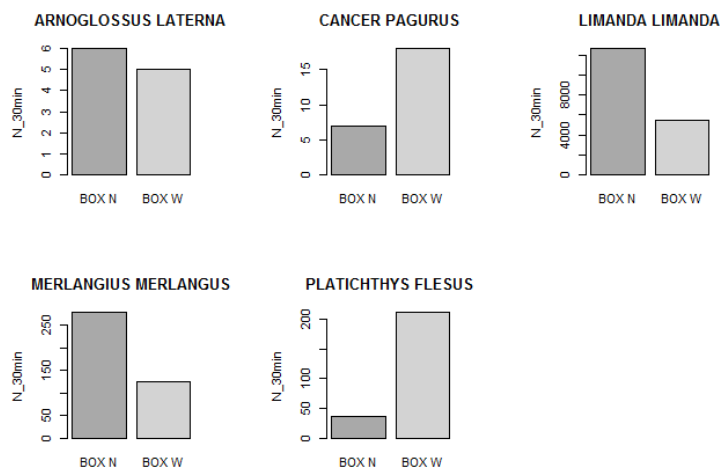 ARNOGLOSSUS LATERNA
N_30min
0 1 2 3 4 5 6
BOX N BOX W
CANCER PAGURUS
N_30min
0 5 10 15
BOX N BOX W
LIMANDA LIMANDA
N_30min
0 4000 8000
BOX N BOX W
MERLANGIUS MERLANGUS
N_30min
0 50 150 250
BOX N BOX W
PLATICHTHYS FLESUS
N_30min
0 50 100 200
BOX N BOX W